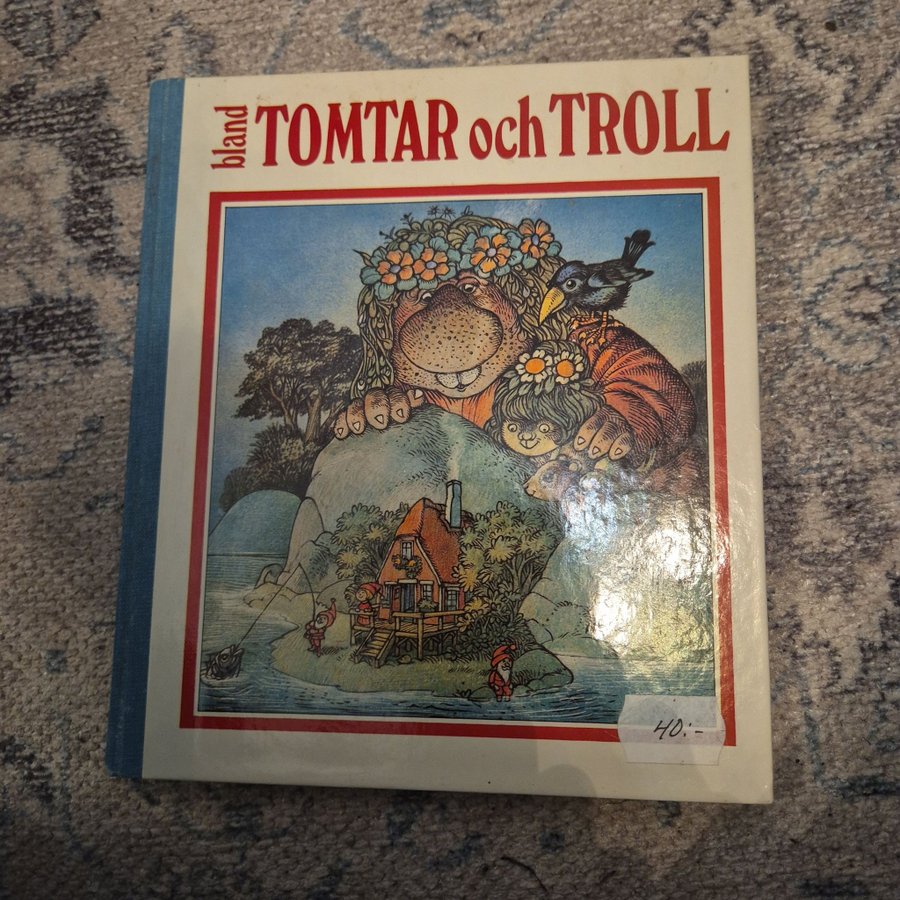 bland TOMTAR och TROLL
40:-